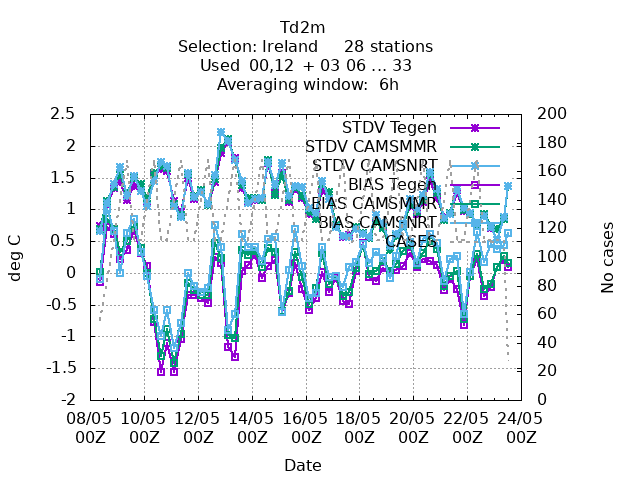 Td2m
Selection: Ireland 28 stations
Used 00,12 + 03 06 ... 33
Averaging window: 6h
2.5
2
1.5
1
0.5
0
-0.5
-1
-1.5
-2
200
180
160
140
120
100
80
60
40
20
0
deg C
No cases
STDV Tegen
STDV CAMSMMR
STDV CAMSNRT
BIAS Tegen
BIAS CAMSMMR
BIAS CAMSNRT
CASES
08/05 10/05 12/05 14/05 16/05 18/05 20/05 22/05 24/05
00Z 00Z 00Z 00Z 00Z 00Z 00Z 00Z 00Z
Date